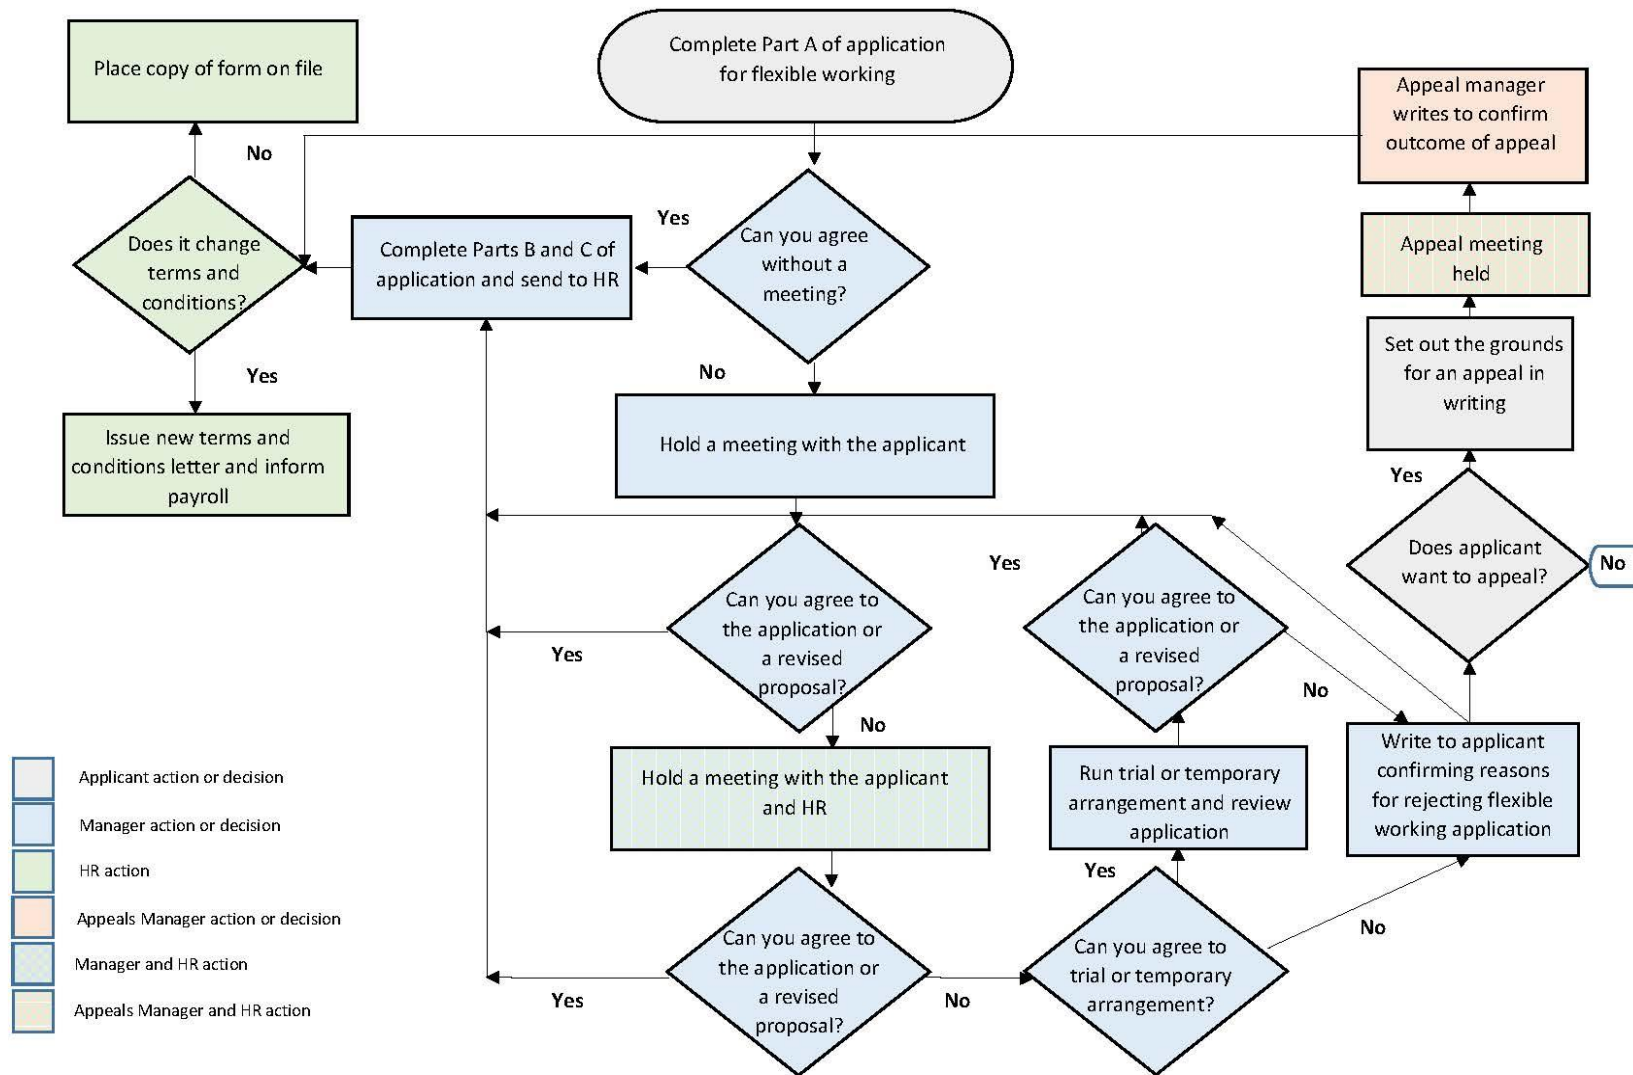 Complete Part A of application
for flexible working
Place copy of form on file
Appeal manager
writes to confirm
outcome of appeal
No
Does it change
terms and
conditions?
Complete Parts B and C of
application and send to HR
Yes
Can you agree
without a
meeting?
Appeal meeting
held
Yes
No
Set out the grounds
for an appeal in
writing
Issue new terms and
conditions letter and inform
payroll
Hold a meeting with the applicant
Yes
Does applicant
want to appeal?
No
Can you agree to
the application or
a revised
proposal?
Yes
Yes
Can you agree to
the application or
a revised
proposal?
No
No
Hold a meeting with the applicant
and HR
Run trial or temporary
arrangement and review
application
Write to applicant
confirming reasons
for rejecting flexible
working application
Yes
Can you agree to
the application or
a revised
proposal?
Yes
No
Can you agree to
trial or temporary
arrangement?
No
Applicant action or decision
Manager action or decision
HR action
Appeals Manager action or decision
Manager and HR action
Appeals Manager and HR action